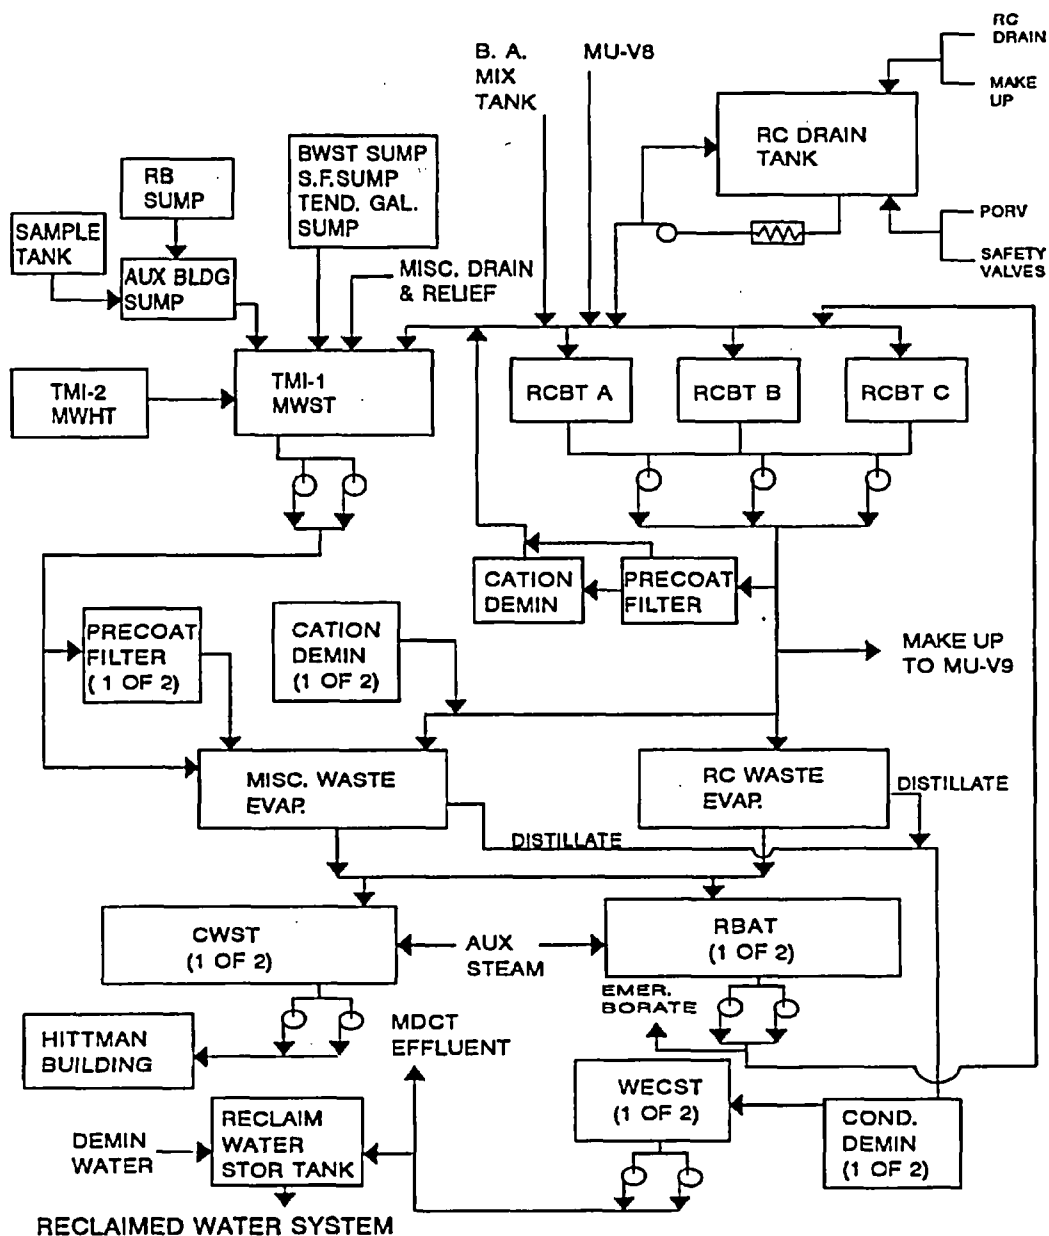 RC
DRAIN
MAKE
UP
B. A.
MIX
TANK
MU-V8
RC DRAIN
TANK
PORV
SAFETY
VALVES
BWST SUMP
S.F.SUMP
TEND. GAL.
SUMP
RB
SUMP
SAMPLE
TANK
AUX BLDG
SUMP
MISC. DRAIN
& RELIEF
TMI-2
MWHT
TMI-1
MWST
RCBT A
RCBT B
RCBT C
CATION
DEMIN
PRECOAT
FILTER
PRECOAT
FILTER
( 1 OF 2)
CATION
DEMIN
(1 OF 2)
MAKE UP
TO MU-V9
MISC. WASTE
EVAP.
RC WASTE
EVAP.
DISTILLATE
DISTILLATE
CWST
(1 OF 2)
AUX
STEAM
RBAT
(1 OF 2)
EMER.
BORATE
HITTMAN
BUILDING
MDCT
EFFLUENT
WECST
(1 OF 2)
COND.
DEMIN
(1 OF 2)
DEMIN
WATER
RECLAIM
WATER
STOR TANK
RECLAIMED WATER SYSTEM